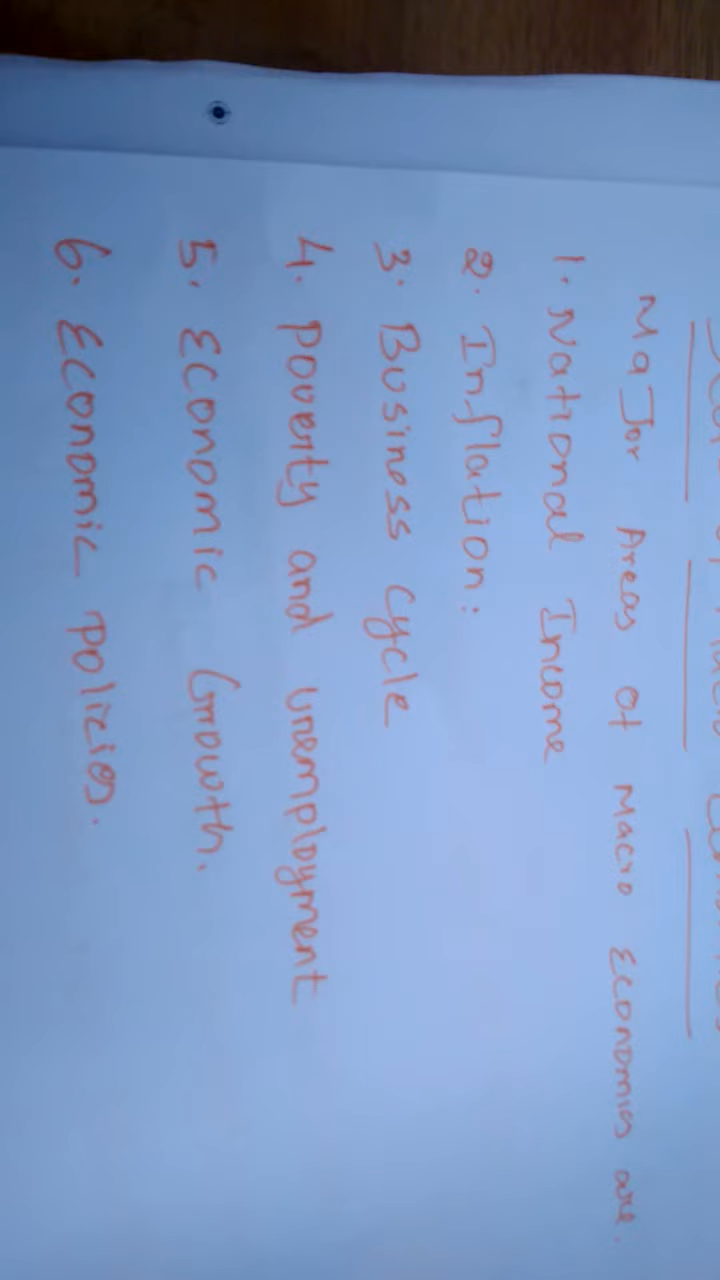 Major Areas of Macro Economics are.
1. National Income
2. Inflation:
3. Business cycle
4. Poverty and unemployment
5. Economic Growth.
6. Economic policies.